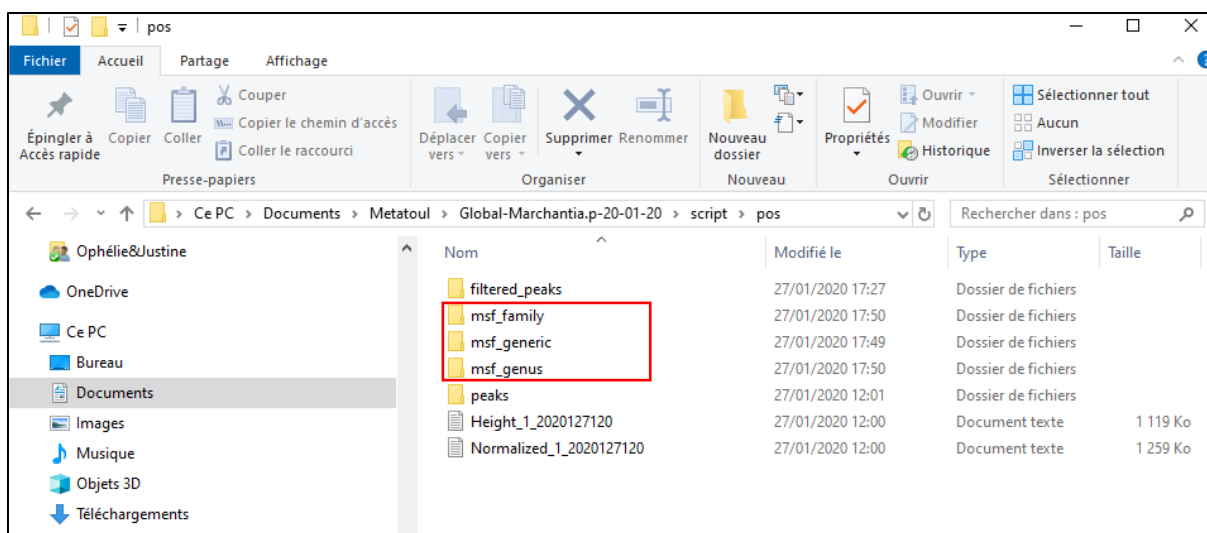 pos
Fichier Accueil Partage Affichage
Épingler à Accès rapide
Copier
Coller
Couper
Copier le chemin d'accès
Coller le raccourci
Presse-papiers
Déplacer vers
Copier vers
Supprimer
Renommer
Organiser
Nouveau dossier
Nouveau
Propriétés
Ouvrir
Modifier
Historique
Ouvrir
Sélectionner tout
Aucun
Inverser la sélection
Sélectionner
Ce PC > Documents > Metatoul > Global-Marchantia.p-20-01-20 > script > pos
Rechercher dans : pos
Ophélie&Justine
OneDrive
Ce PC
Bureau
Documents
Images
Musique
Objets 3D
Téléchargements
Nom Modifié le Type Taille
filtered_peaks 27/01/2020 17:27 Dossier de fichiers
msf_family 27/01/2020 17:50 Dossier de fichiers
msf_generic 27/01/2020 17:49 Dossier de fichiers
msf_genus 27/01/2020 17:50 Dossier de fichiers
peaks 27/01/2020 12:01 Dossier de fichiers
Height_1_2020127120 27/01/2020 12:00 Document texte 1 119 Ko
Normalized_1_2020127120 27/01/2020 12:00 Document texte 1 259 Ko